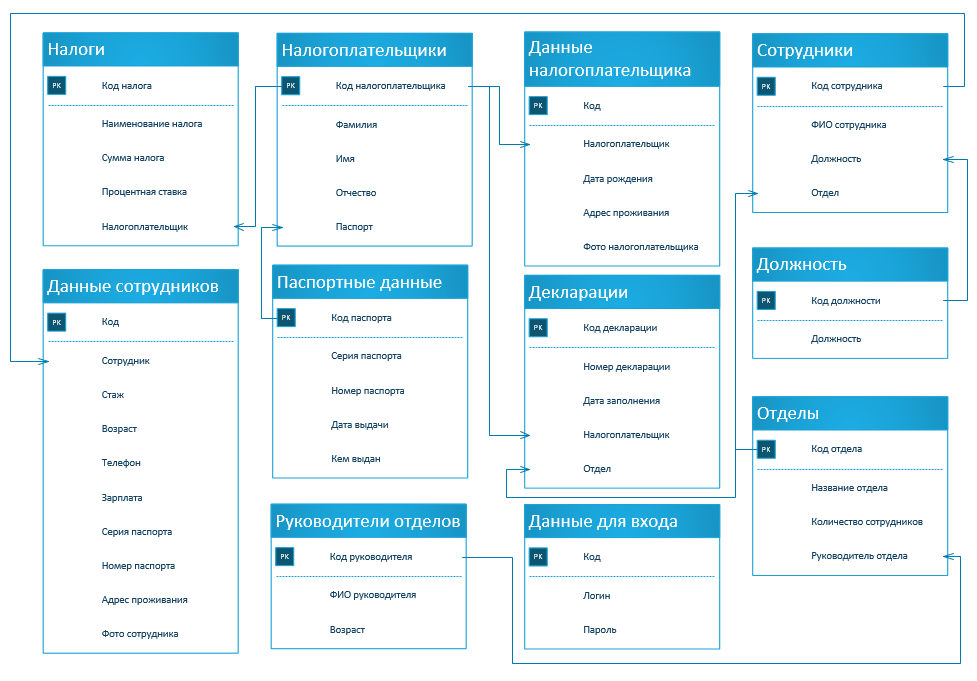 Налоги
PK
Код налога
Наименование налога
Сумма налога
Процентная ставка
Налогоплательщик
Налогоплательщики
PK
Код налогоплательщика
Фамилия
Имя
Отчество
Паспорт
Данные
налогоплательщика
PK
Код
Налогоплательщик
Дата рождения
Адрес проживания
Фото налогоплательщика
Сотрудники
PK
Код сотрудника
ФИО сотрудника
Должность
Отдел
Данные сотрудников
PK
Код
Сотрудник
Стаж
Возраст
Телефон
Зарплата
Серия паспорта
Номер паспорта
Адрес проживания
Фото сотрудника
Паспортные данные
PK
Код паспорта
Серия паспорта
Номер паспорта
Дата выдачи
Кем выдан
Декларации
PK
Код декларации
Номер декларации
Дата заполнения
Налогоплательщик
Отдел
Должность
PK
Код должности
Должность
Отделы
PK
Код отдела
Название отдела
Количество сотрудников
Руководитель отдела
Руководители отделов
PK
Код руководителя
ФИО руководителя
Возраст
Данные для входа
PK
Код
Логин
Пароль